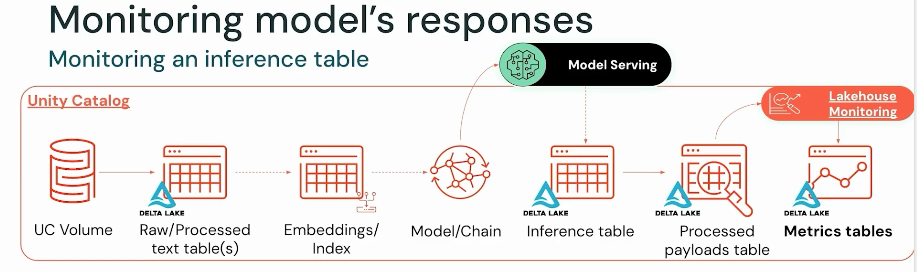 Monitoring model's responses
Monitoring an inference table
Model Serving
Unity Catalog
Lakehouse
Monitoring
DELTA LAKE
DELTA LAKE
DELTA LAKE
DELTA LAKE
UC Volume
Raw/Processed
text table(s)
Embeddings/
Index
Model/Chain
Inference table
Processed
payloads table
Metrics tables